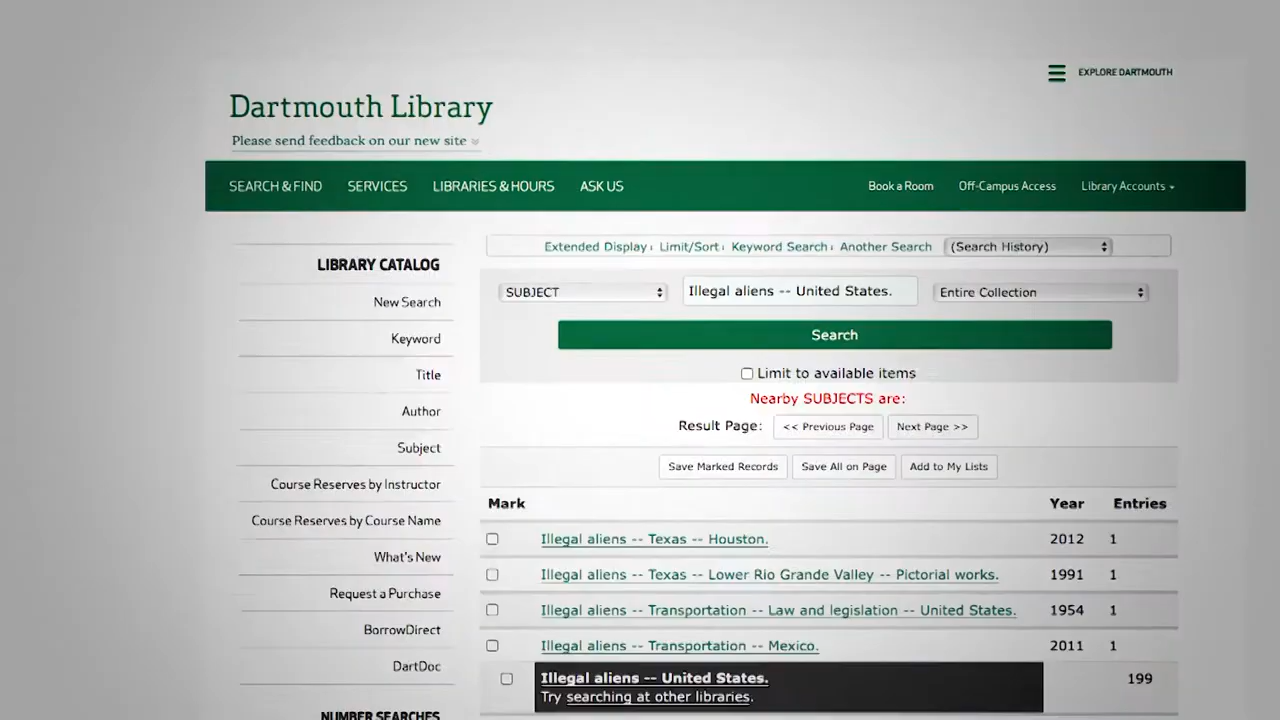 EXPLORE DARTMOUTH
Dartmouth Library
Please send feedback on our new site
SEARCH & FIND SERVICES LIBRARIES & HOURS ASK US Book a Room Off-Campus Access Library Accounts
Extended Display Limit/Sort Keyword Search Another Search (Search History)
LIBRARY CATALOG
New Search
Keyword
Title
Author
Subject
Course Reserves by Instructor
Course Reserves by Course Name
What's New
Request a Purchase
BorrowDirect
DartDoc
NUMBER SEARCHES
SUBJECT Illegal aliens -- United States. Entire Collection
Search
Limit to available items
Nearby SUBJECTS are:
Result Page: << Previous Page Next Page >>
Save Marked Records Save All on Page Add to My Lists
Mark Year Entries
Illegal aliens -- Texas -- Houston. 2012 1
Illegal aliens -- Texas -- Lower Rio Grande Valley -- Pictorial works. 1991 1
Illegal aliens -- Transportation -- Law and legislation -- United States. 1954 1
Illegal aliens -- Transportation -- Mexico. 2011 1
Illegal aliens -- United States. 199
Try searching at other libraries.